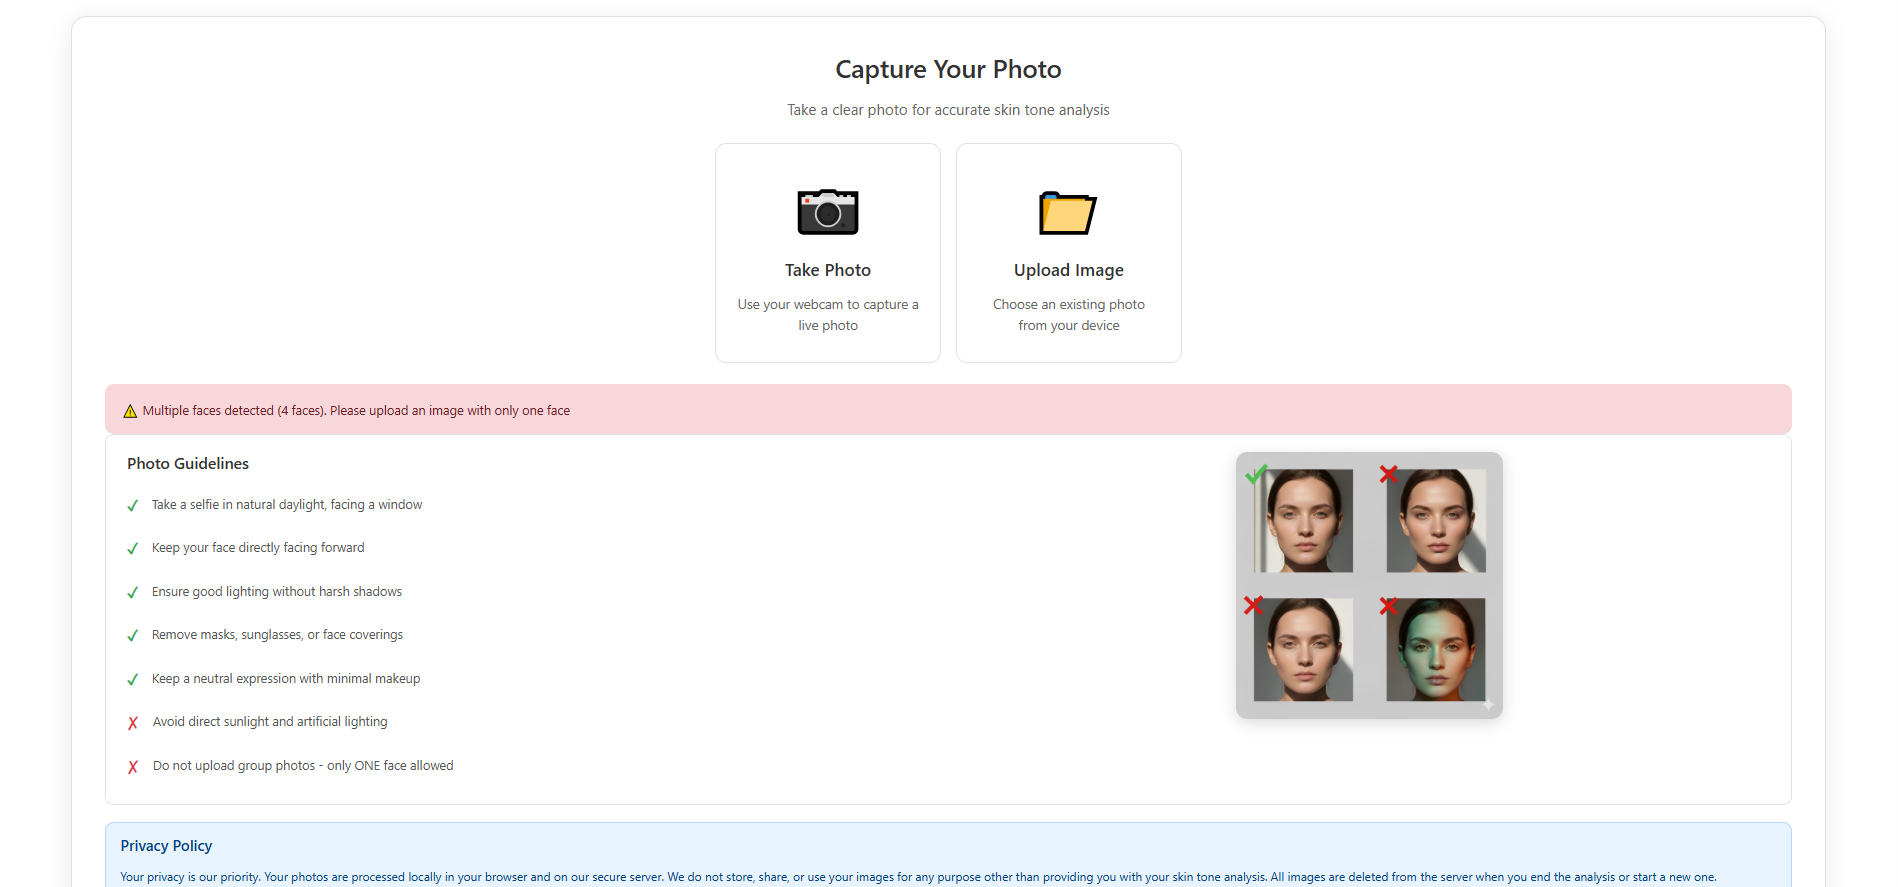 Capture Your Photo
Take a clear photo for accurate skin tone analysis
Take Photo
Use your webcam to capture a
live photo
Upload Image
Choose an existing photo
from your device
⚠ Multiple faces detected (4 faces). Please upload an image with only one face
Photo Guidelines
✓ Take a selfie in natural daylight, facing a window
✓ Keep your face directly facing forward
✓ Ensure good lighting without harsh shadows
✓ Remove masks, sunglasses, or face coverings
✓ Keep a neutral expression with minimal makeup
✗ Avoid direct sunlight and artificial lighting
✗ Do not upload group photos - only ONE face allowed
Privacy Policy
Your privacy is our priority. Your photos are processed locally in your browser and on our secure server. We do not store, share, or use your images for any purpose other than providing you with your skin tone analysis. All images are deleted from the server when you end the analysis or start a new one.